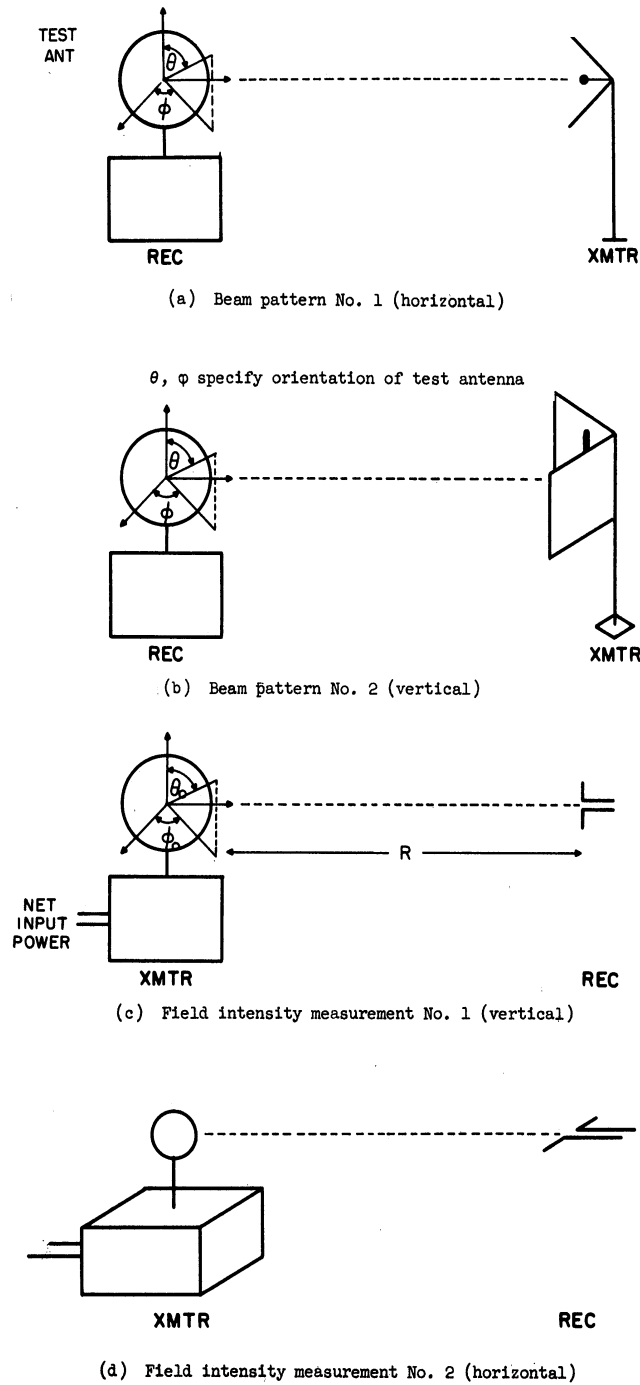 TEST
ANT
θ
φ
REC
XMTR
(a) Beam pattern No. 1 (horizontal)
θ, φ specify orientation of test antenna
θ
φ
REC
XMTR
(b) Beam pattern No. 2 (vertical)
θ₀
φ₀
R
NET
INPUT
POWER
XMTR
REC
(c) Field intensity measurement No. 1 (vertical)
XMTR
REC
(d) Field intensity measurement No. 2 (horizontal)